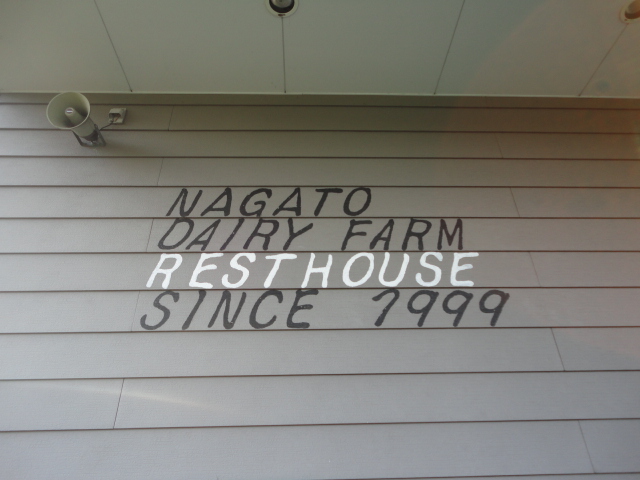 NAGATO
DAIRY FARM
RESTHOUSE
SINCE 1999